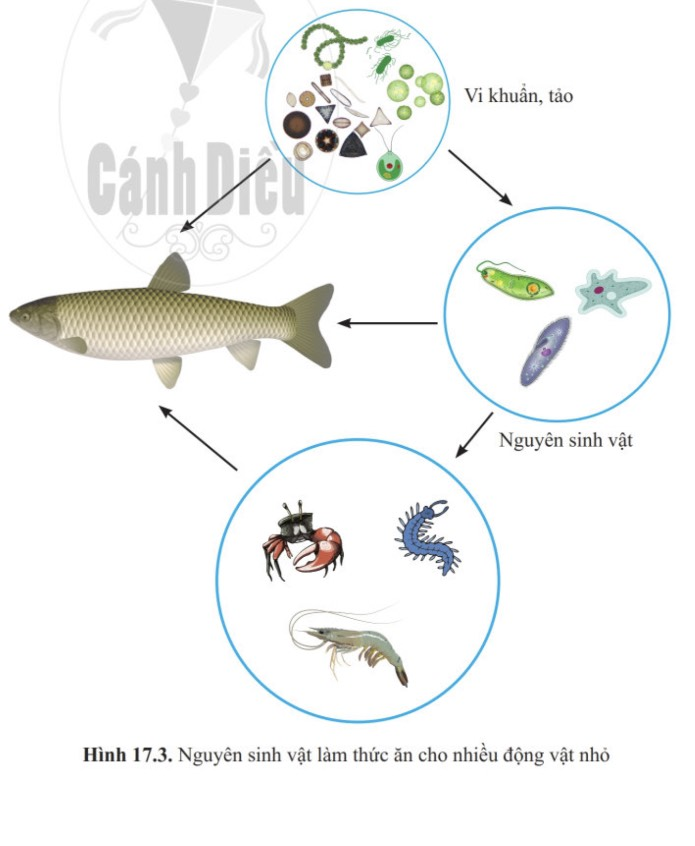 Vi khuẩn, tảo
Cánh Diều
Nguyên sinh vật
Hình 17.3. Nguyên sinh vật làm thức ăn cho nhiều động vật nhỏ